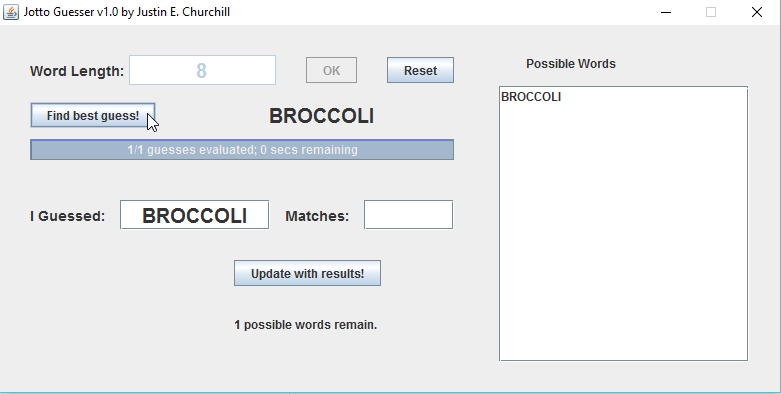 Jotto Guesser v1.0 by Justin E. Churchill
Word Length: 8 OK Reset
Find best guess! BROCCOLI
1/1 guesses evaluated; 0 secs remaining
I Guessed: BROCCOLI Matches:
Update with results!
1 possible words remain.
Possible Words
BROCCOLI